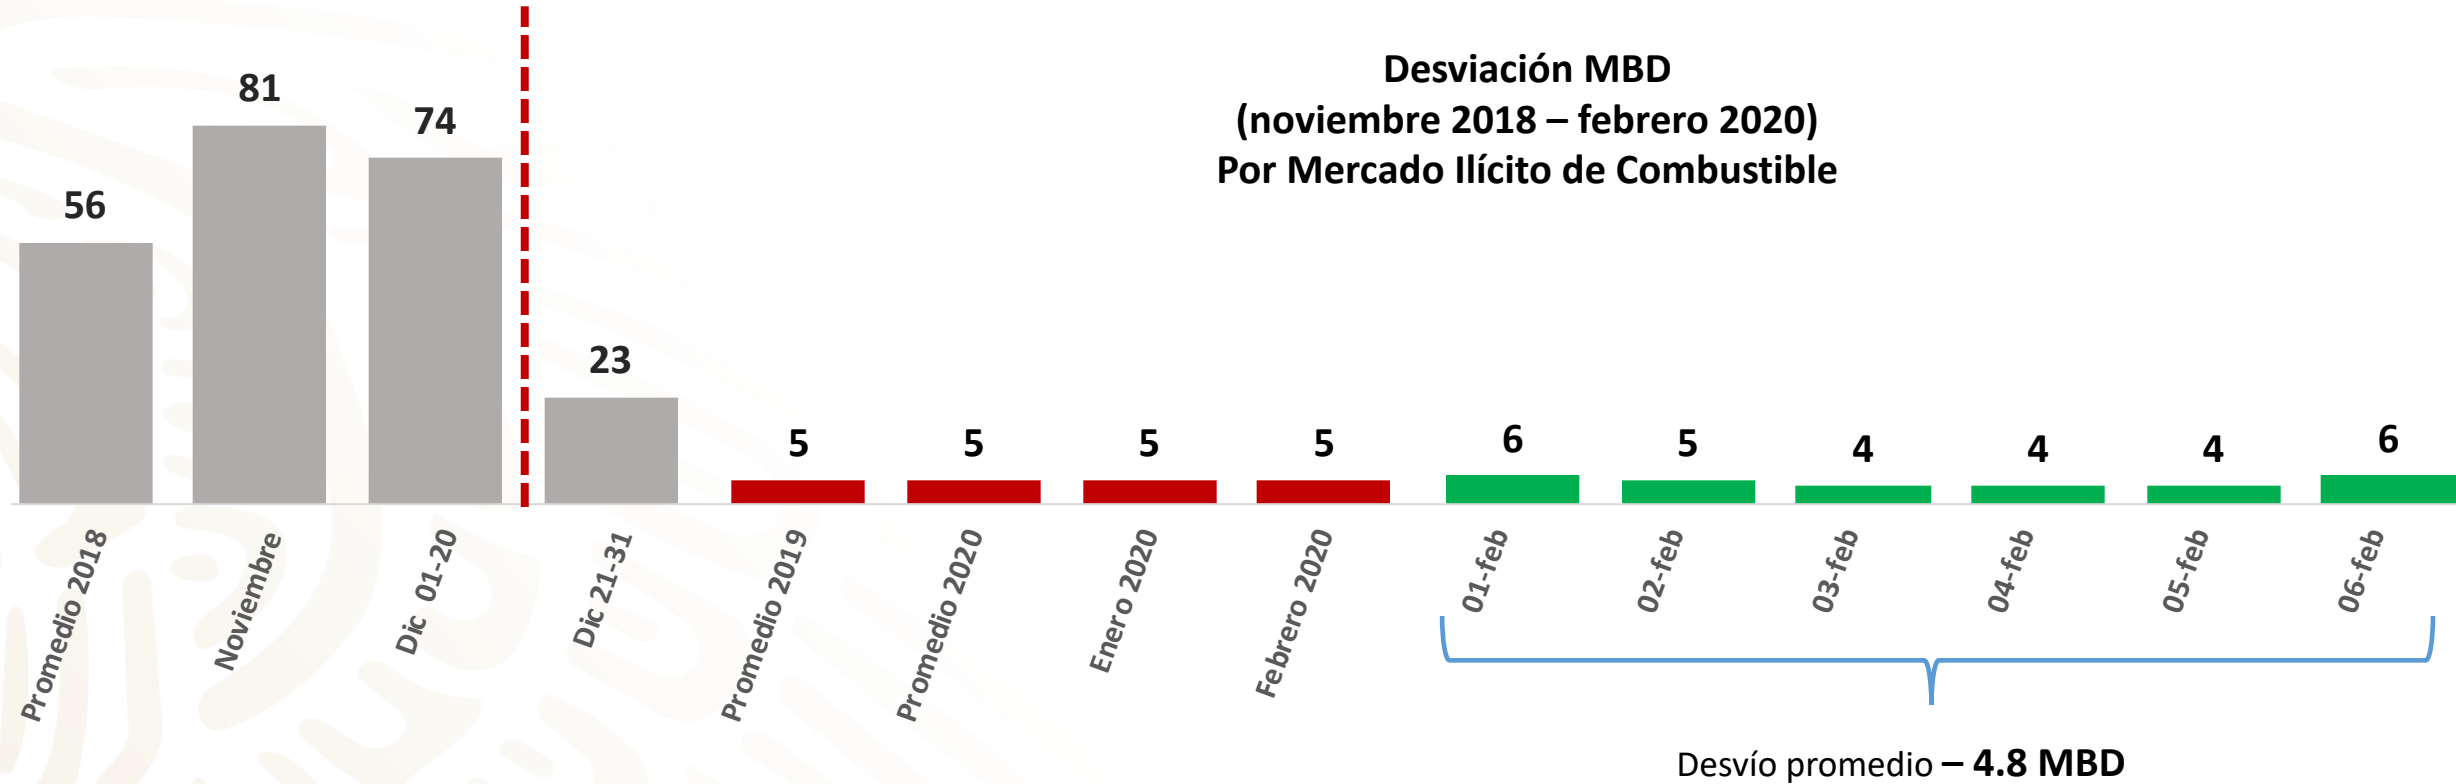 Desviación MBD
(noviembre 2018 – febrero 2020)
Por Mercado Ilícito de Combustible
56
81
74
23
5
5
5
5
6
5
4
4
4
6
Promedio 2018
Noviembre
Dic 01-20
Dic 21-31
Promedio 2019
Promedio 2020
Enero 2020
Febrero 2020
01-feb
02-feb
03-feb
04-feb
05-feb
06-feb
Desvío promedio – 4.8 MBD